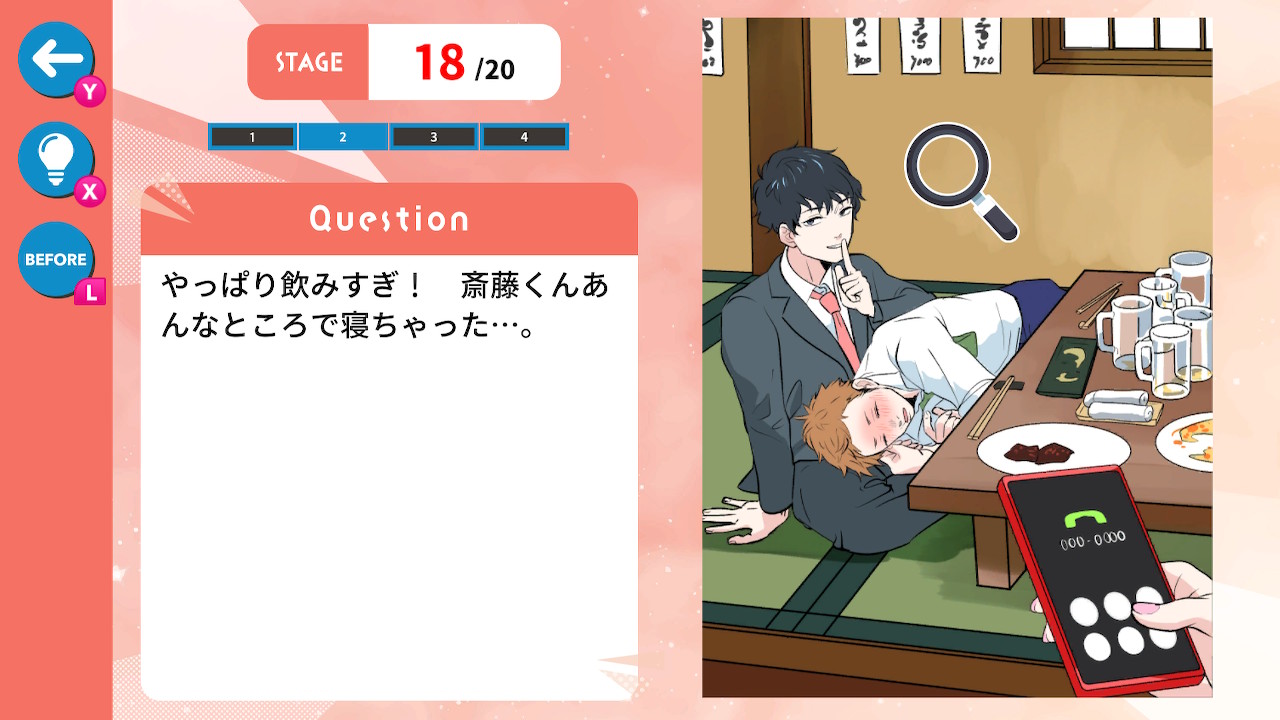 Y
X
BEFORE
L
STAGE
18 /20
1 2 3 4
Question
やっぱり飲みすぎ！　斎藤くんあ
んなところで寝ちゃった…。
000-0000